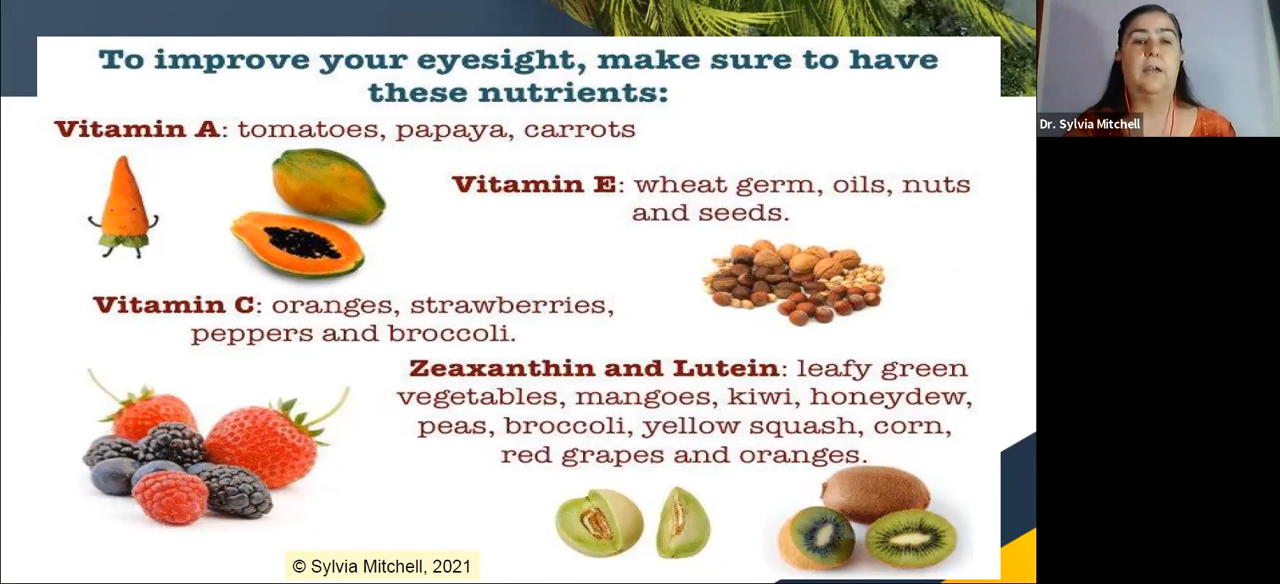 To improve your eyesight, make sure to have
these nutrients:
Vitamin A: tomatoes, papaya, carrots
Vitamin E: wheat germ, oils, nuts
and seeds.
Vitamin C: oranges, strawberries,
peppers and broccoli.
Zeaxanthin and Lutein: leafy green
vegetables, mangoes, kiwi, honeydew,
peas, broccoli, yellow squash, corn,
red grapes and oranges.
© Sylvia Mitchell, 2021
Dr. Sylvia Mitchell